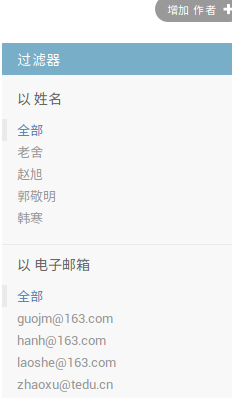 增加 作者 +
过滤器
以 姓名
全部
老舍
赵旭
郭敬明
韩寒
以 电子邮箱
全部
guojm@163.com
hanh@163.com
laoshe@163.com
zhaoxu@tedu.cn